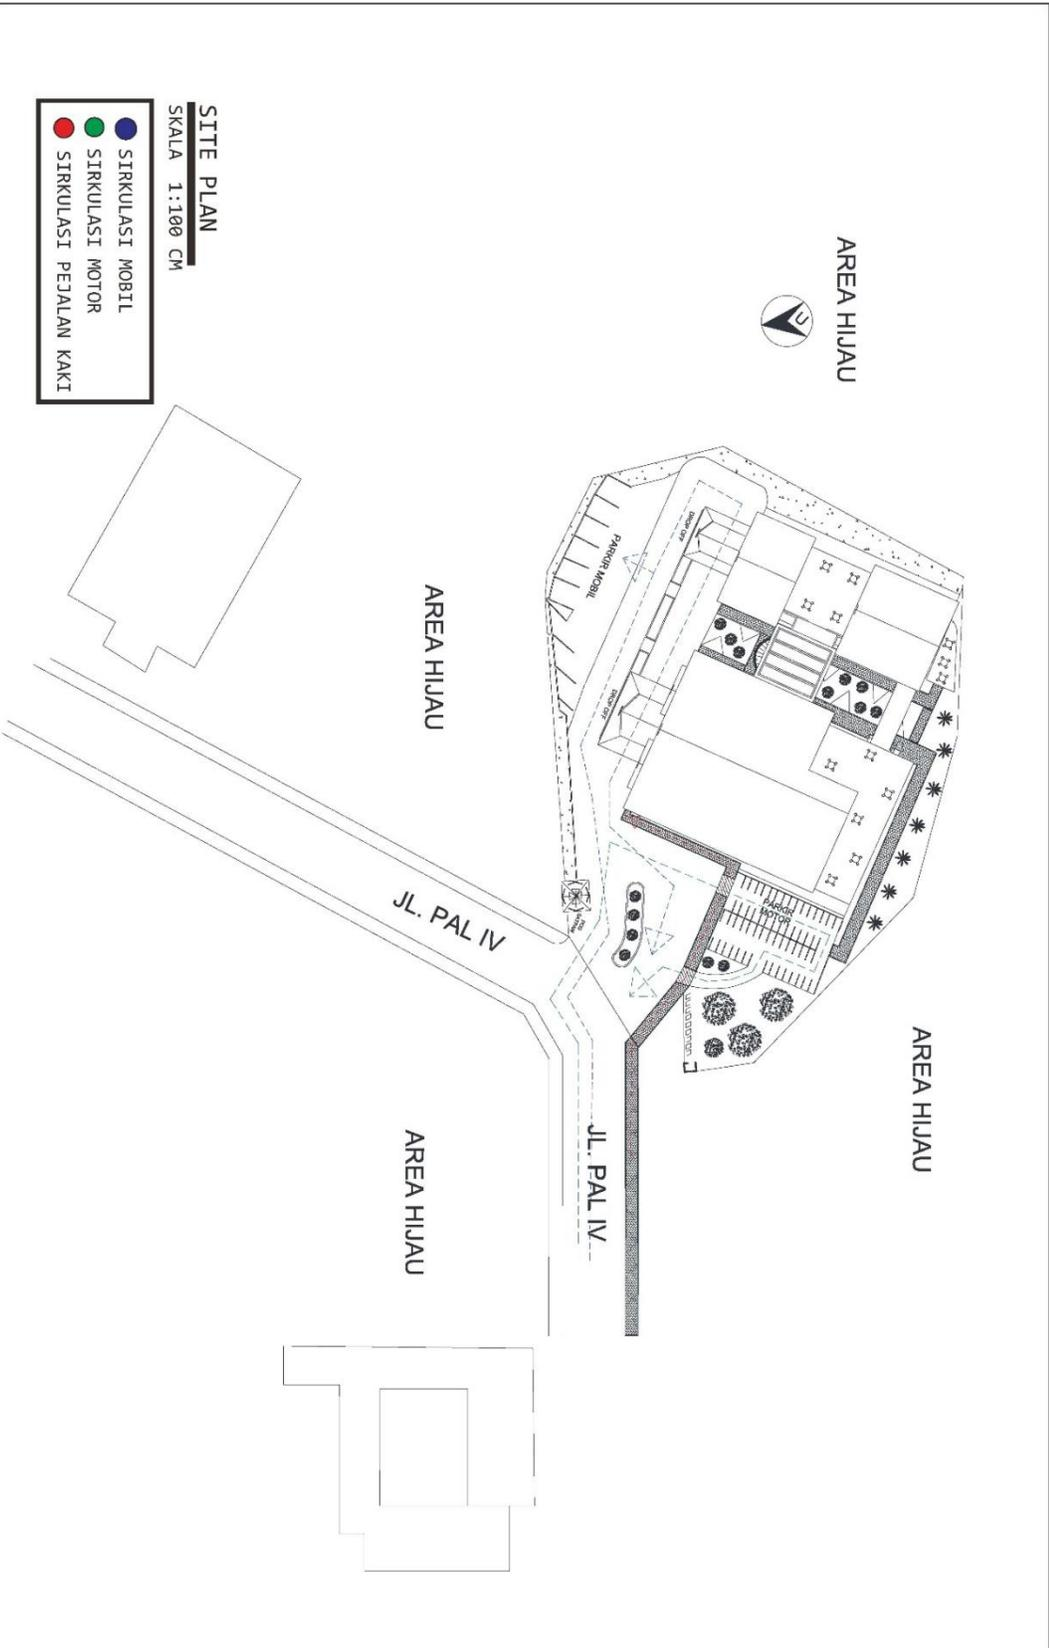 SITE PLAN
SKALA 1:100 CM
SIRKULASI MOBIL
SIRKULASI MOTOR
SIRKULASI PEJALAN KAKI
AREA HIJAU
U
DROP OFF
PARKIR MOBIL
DROP OFF
AREA HIJAU
PARKIR
MOTOR
JL. PAL IV
AREA HIJAU
JL. PAL IV
AREA HIJAU